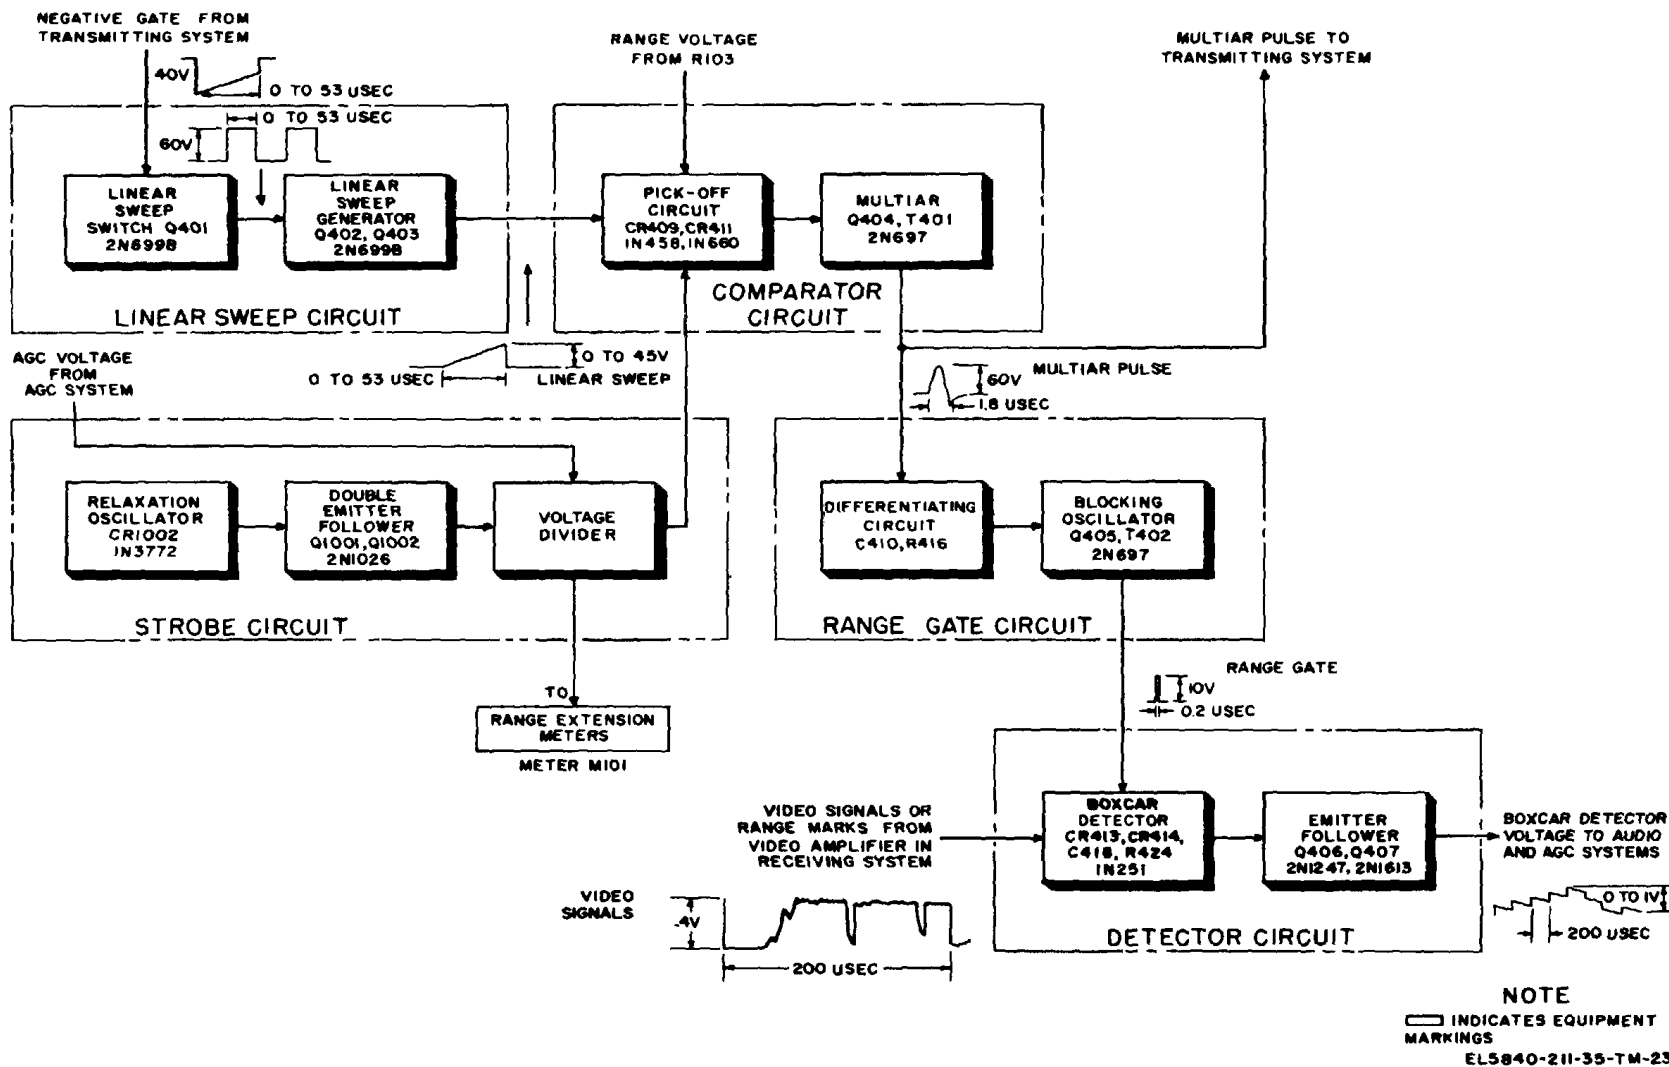 NEGATIVE GATE FROM
TRANSMITTING SYSTEM
40V
0 TO 53 USEC
0 TO 53 USEC
60V
LINEAR
SWEEP
SWITCH Q401
2N699B
LINEAR
SWEEP
GENERATOR
Q402, Q403
2N699B
LINEAR SWEEP CIRCUIT
RANGE VOLTAGE
FROM R103
PICK-OFF
CIRCUIT
CR409, CR411
IN458, IN660
MULTIAR
Q404, T401
2N697
COMPARATOR
CIRCUIT
MULTIAR PULSE TO
TRANSMITTING SYSTEM
0 TO 53 USEC
0 TO 45V
LINEAR SWEEP
MULTIAR PULSE
60V
1.8 USEC
AGC VOLTAGE
FROM
AGC SYSTEM
RELAXATION
OSCILLATOR
CR1002
IN3772
DOUBLE
EMITTER
FOLLOWER
Q1001, Q1002
2N1026
VOLTAGE
DIVIDER
STROBE CIRCUIT
DIFFERENTIATING
CIRCUIT
C410, R416
BLOCKING
OSCILLATOR
Q405, T402
2N697
RANGE GATE CIRCUIT
TO
RANGE EXTENSION
METERS
METER M101
RANGE GATE
10V
0.2 USEC
VIDEO SIGNALS OR
RANGE MARKS FROM
VIDEO AMPLIFIER IN
RECEIVING SYSTEM
BOXCAR
DETECTOR
CR413, CR414,
C418, R424
1N251
EMITTER
FOLLOWER
Q406, Q407
2N1247, 2N1613
BOXCAR DETECTOR
VOLTAGE TO AUDIO
AND AGC SYSTEMS
VIDEO
SIGNALS
.4V
200 USEC
DETECTOR CIRCUIT
0 TO 1V
200 USEC
NOTE
INDICATES EQUIPMENT
MARKINGS
EL5840-211-35-TM-23